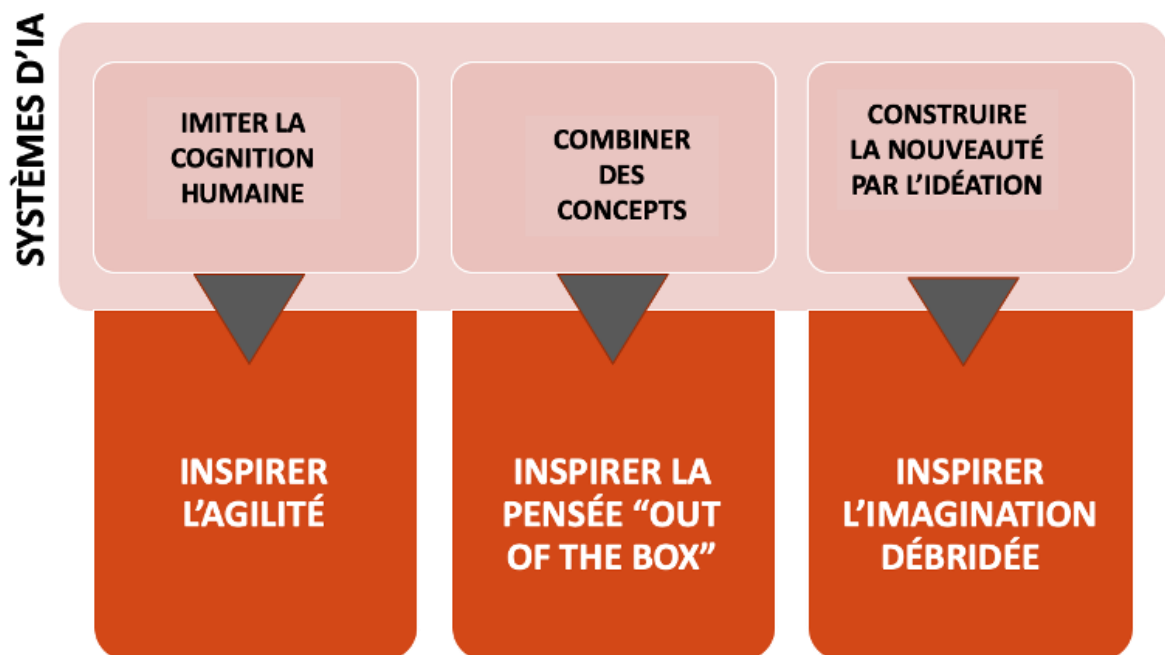 SYSTÈMES D'IA
IMITER LA
COGNITION
HUMAINE
COMBINER
DES
CONCEPTS
CONSTRUIRE
LA NOUVEAUTÉ
PAR L'IDÉATION
INSPIRER
L'AGILITÉ
INSPIRER LA
PENSÉE “OUT
OF THE BOX”
INSPIRER
L'IMAGINATION
DÉBRIDÉE